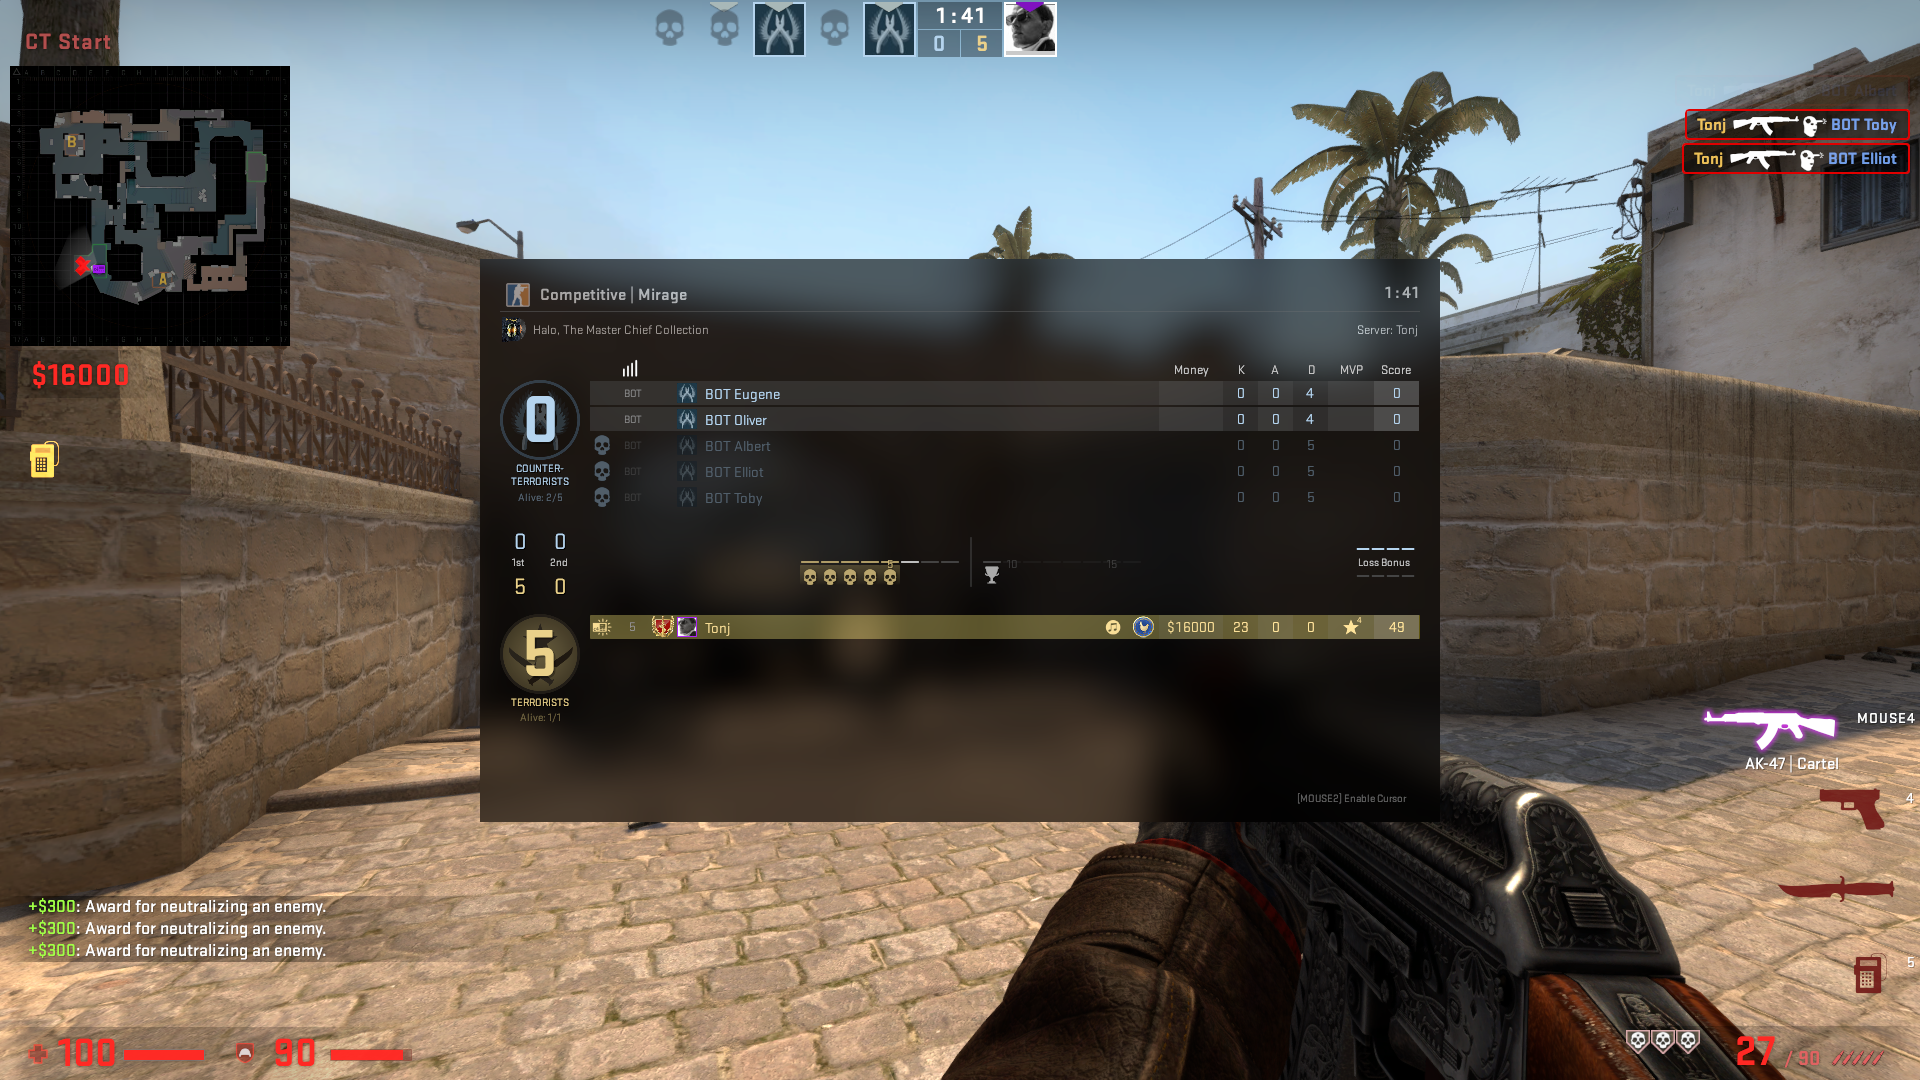 1:41
0 5
CT Start
B
A
$16000
Tonj BOT Toby
Tonj BOT Elliot
Competitive | Mirage 1:41
Halo, The Master Chief Collection Server: Tonj
Money K A D MVP Score
BOT BOT Eugene 0 0 4 0
BOT BOT Oliver 0 0 4 0
BOT BOT Albert 0 0 5 0
BOT BOT Elliot 0 0 5 0
BOT BOT Toby 0 0 5 0
0
COUNTER-
TERRORISTS
Alive: 2/5
0 0
1st 2nd
5 0
5 10 15
Loss Bonus
5 Tonj $16000 23 0 0 4 49
5
TERRORISTS
Alive: 1/1
[MOUSE2] Enable Cursor
MOUSE4
AK-47 | Cartel
4
5
+$300: Award for neutralizing an enemy.
+$300: Award for neutralizing an enemy.
+$300: Award for neutralizing an enemy.
100 90
27 / 90